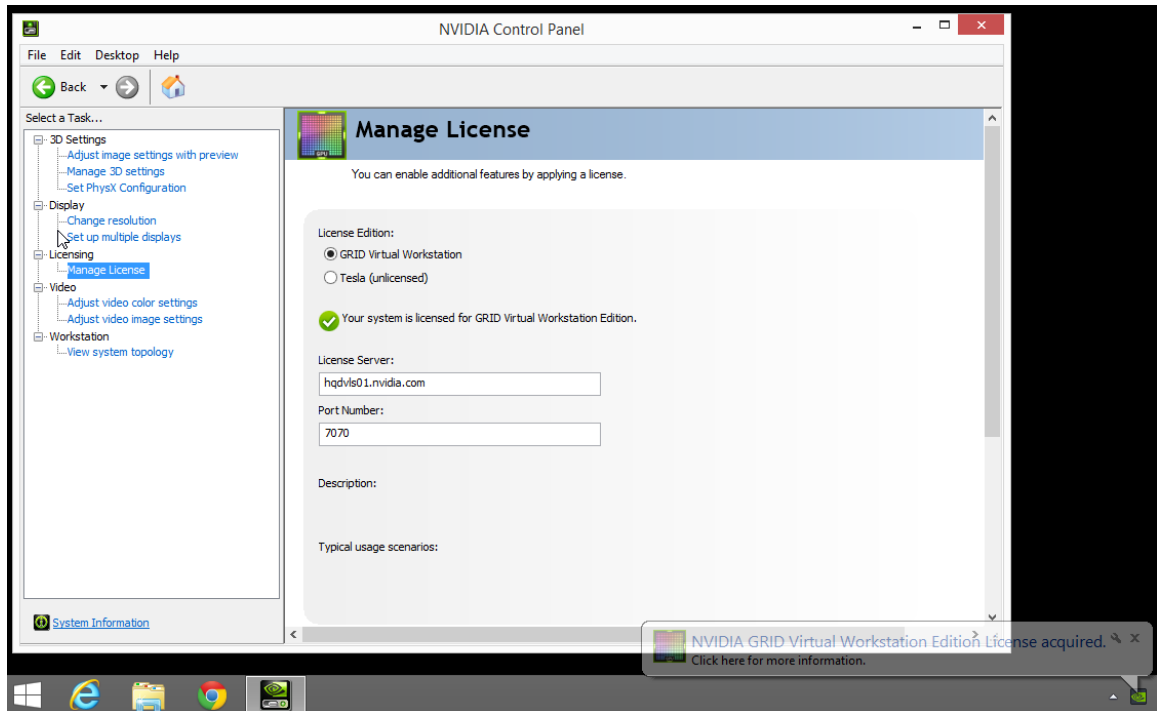 NVIDIA Control Panel
File Edit Desktop Help
Back
Select a Task...
3D Settings
Adjust image settings with preview
Manage 3D settings
Set PhysX Configuration
Display
Change resolution
Set up multiple displays
Licensing
Manage License
Video
Adjust video color settings
Adjust video image settings
Workstation
View system topology
System Information
GPU
Manage License
You can enable additional features by applying a license.
License Edition:
GRID Virtual Workstation
Tesla (unlicensed)
Your system is licensed for GRID Virtual Workstation Edition.
License Server:
hqdvls01.nvidia.com
Port Number:
7070
Description:
Typical usage scenarios:
NVIDIA GRID Virtual Workstation Edition License acquired.
Click here for more information.